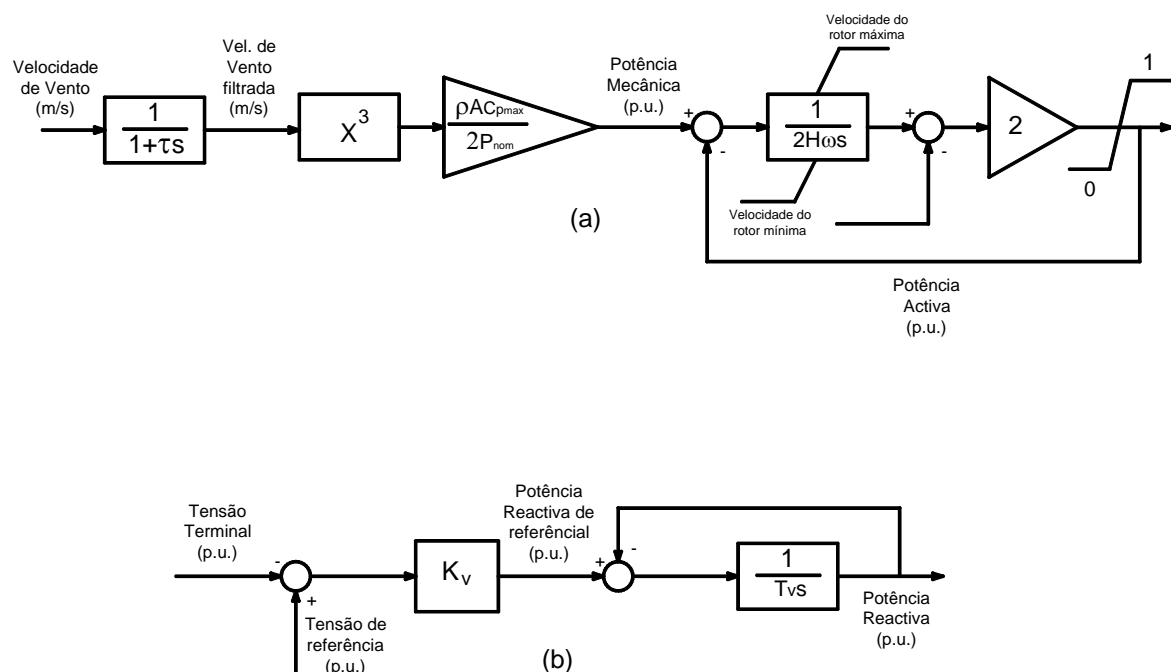 Velocidade do
rotor máxima
Velocidade
de Vento
(m/s)
Vel. de
Vento
filtrada
(m/s)
Potência
Mecânica
(p.u.)
1
1
1+τs
X³
ρACpmax
2Pnom
+
-
1
2Hωs
+
-
2
0
Velocidade do
rotor mínima
(a)
Potência
Activa
(p.u.)
Tensão
Terminal
(p.u.)
Potência
Reactiva de
referêncial
(p.u.)
-
+
Kv
+
-
1
Tvs
Tensão de
referência
(p.u.)
Potência
Reactiva
(p.u.)
(b)